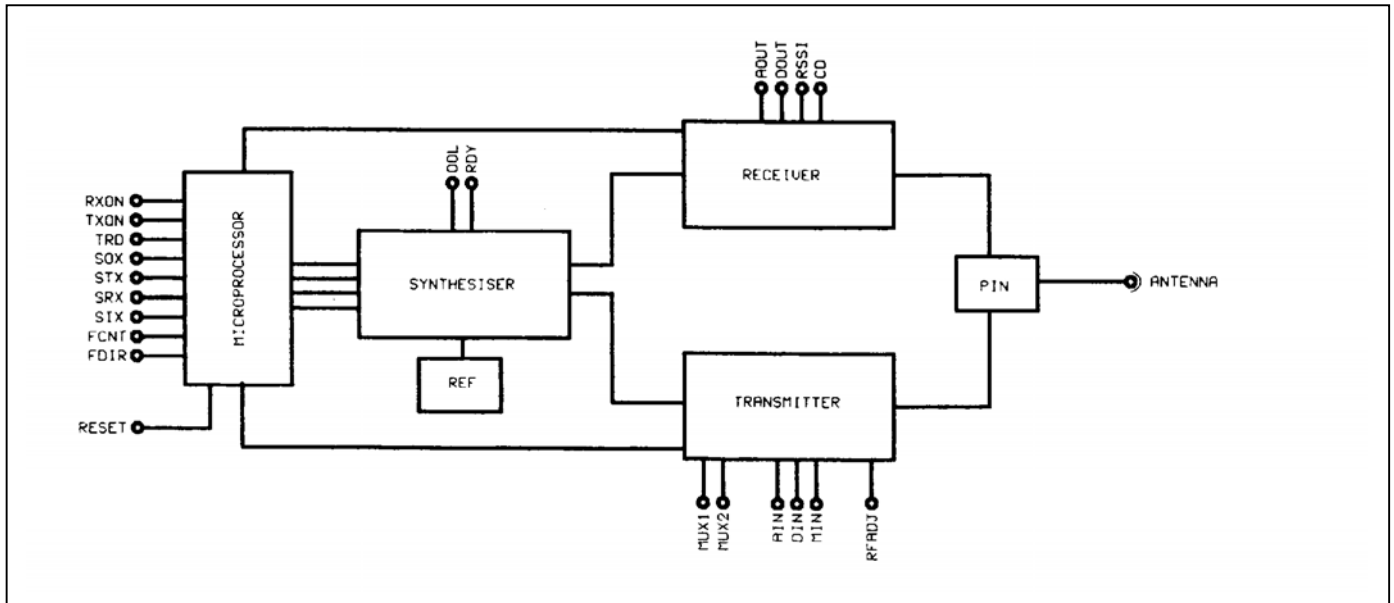 AOUT
DOUT
RSSI
CD
RECEIVER
OOL
RDY
RXON
TXON
TRD
SOX
STX
SRX
SIX
FCNT
FDIR
RESET
MICROPROCESSOR
SYNTHESISER
REF
PIN
ANTENNA
TRANSMITTER
MUX1
MUX2
AIN
DIN
MIN
RFADJ